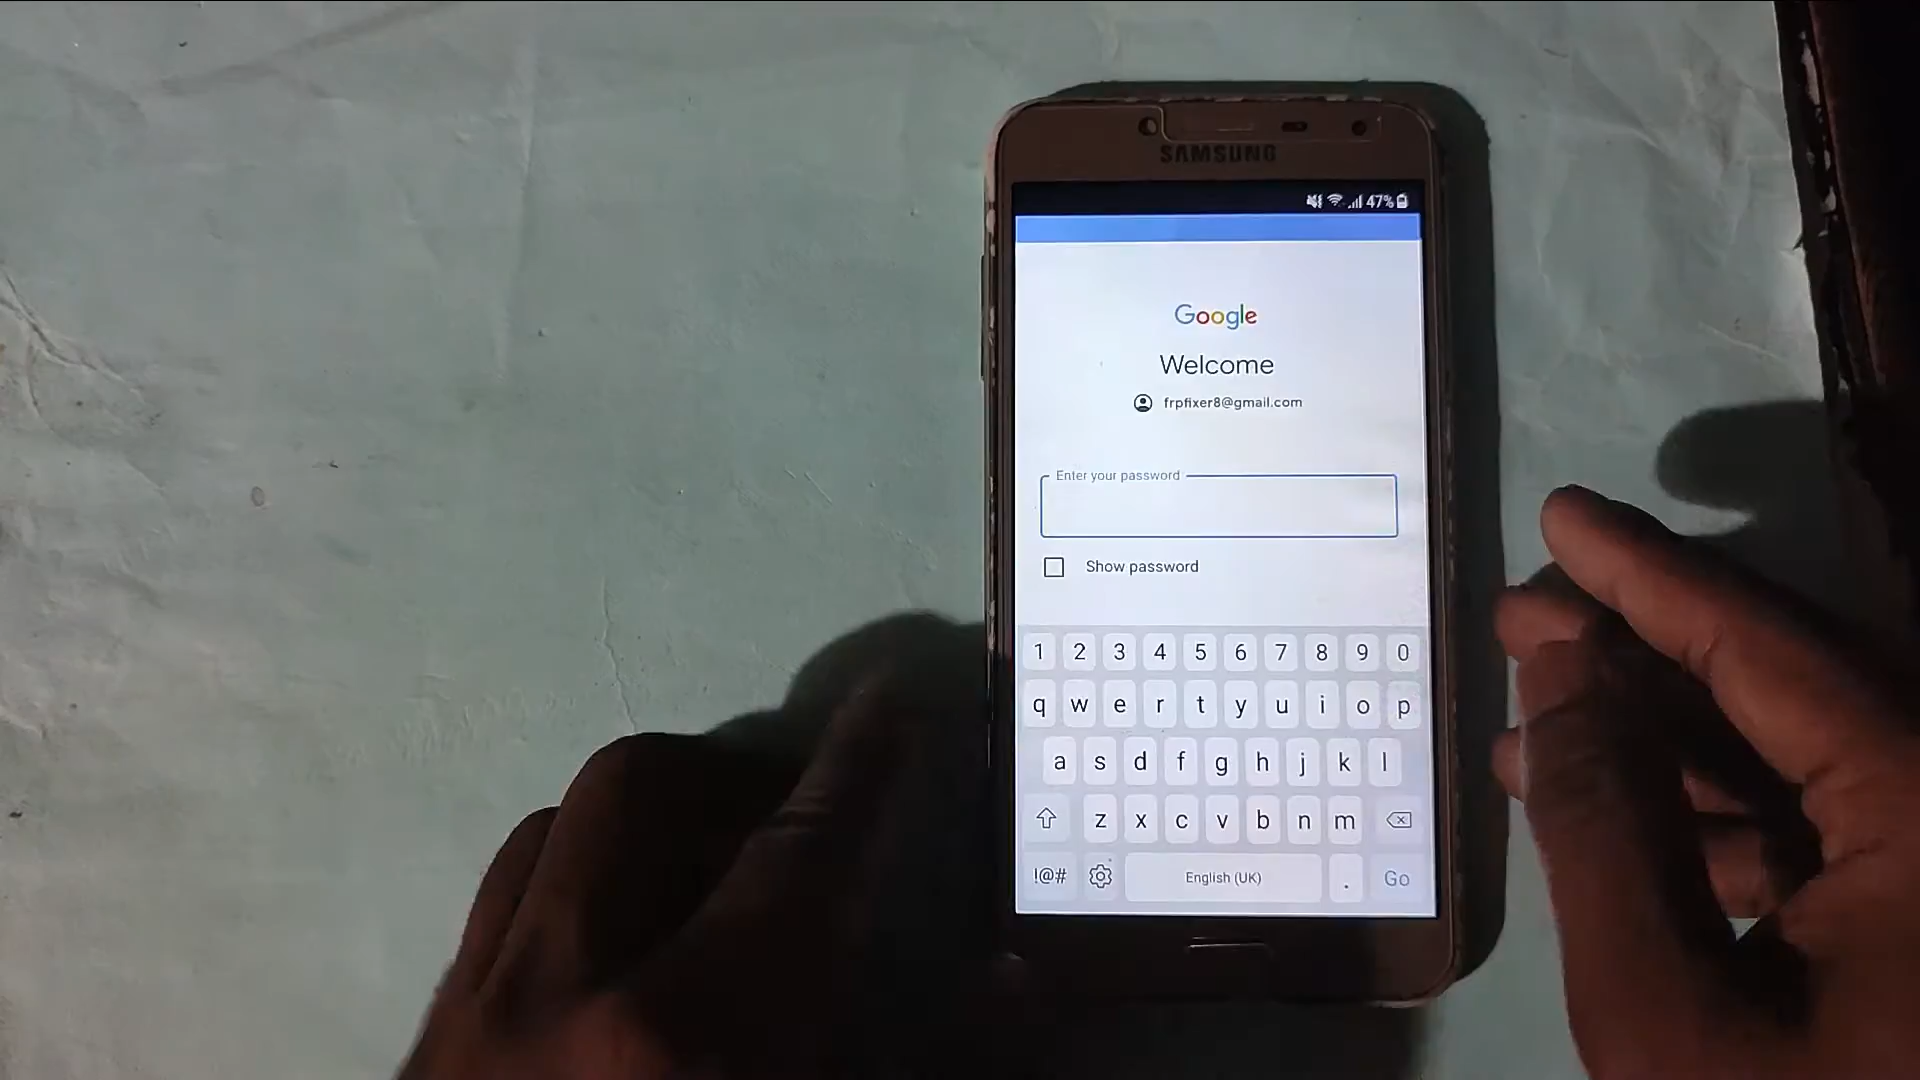 SAMSUNG
47%
Google
Welcome
frpfixer8@gmail.com
Enter your password
Show password
1 2 3 4 5 6 7 8 9 0
q w e r t y u i o p
a s d f g h j k l
z x c v b n m
!@# English (UK) . Go